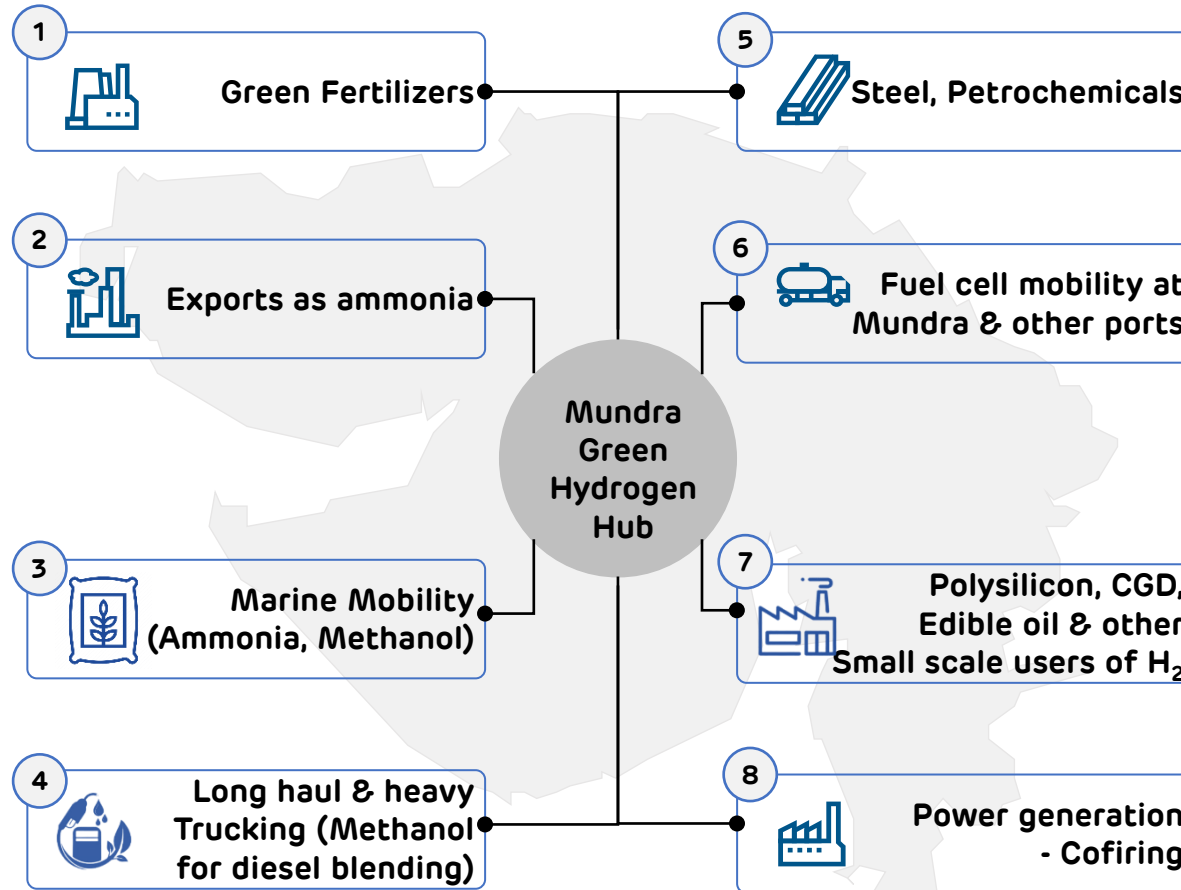 1
Green Fertilizers
2
Exports as ammonia
3
Marine Mobility
(Ammonia, Methanol)
4
Long haul & heavy
Trucking (Methanol
for diesel blending)
Mundra
Green
Hydrogen
Hub
5
Steel, Petrochemicals
6
Fuel cell mobility at
Mundra & other ports
7
Polysilicon, CGD,
Edible oil & other
Small scale users of H₂
8
Power generation
- Cofiring